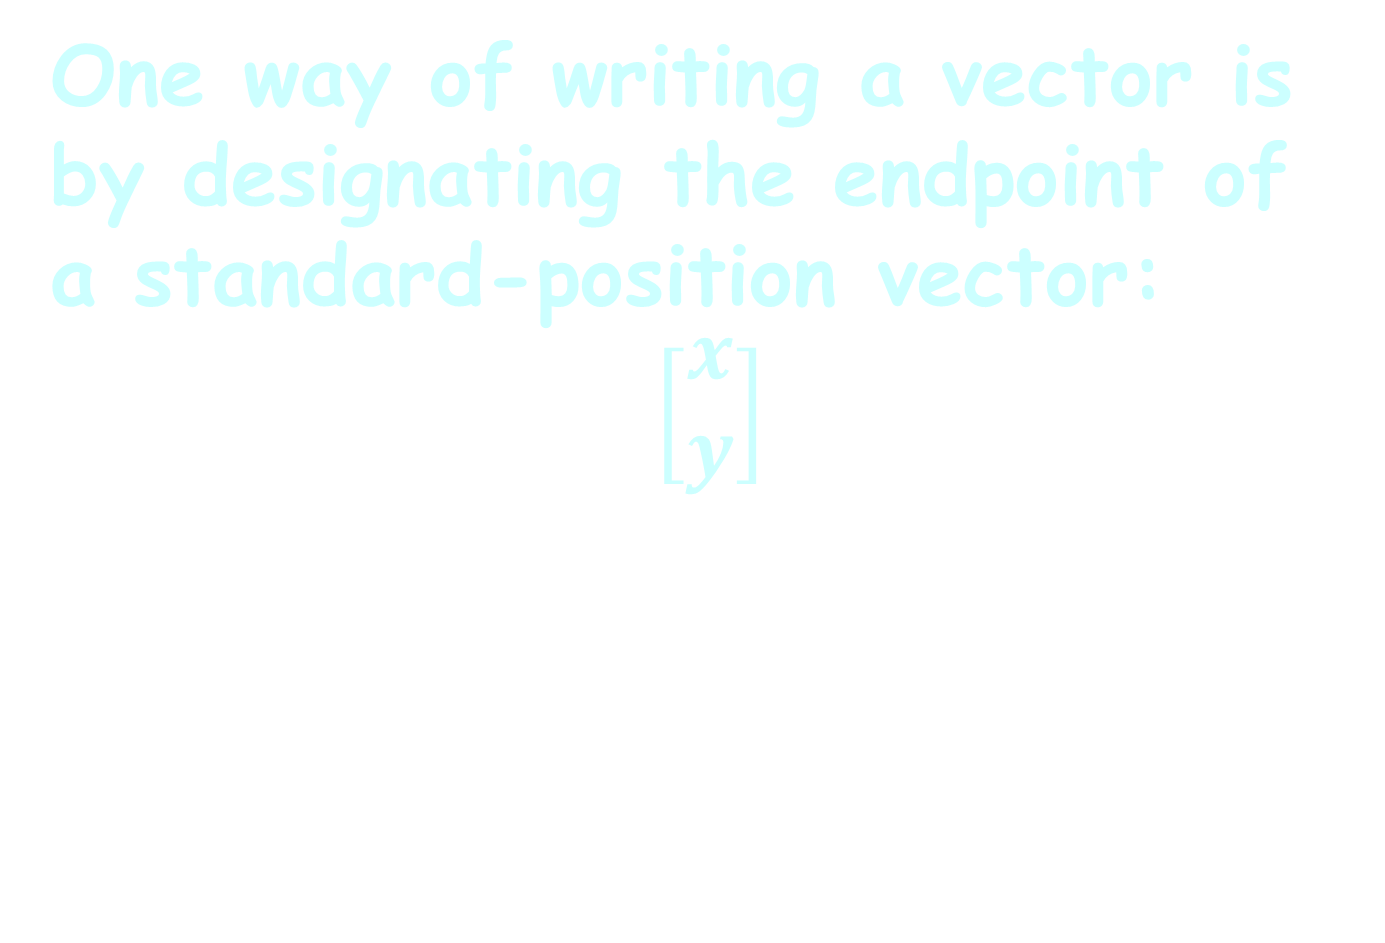 One way of writing a vector is
by designating the endpoint of
a standard-position vector:
[x
y]